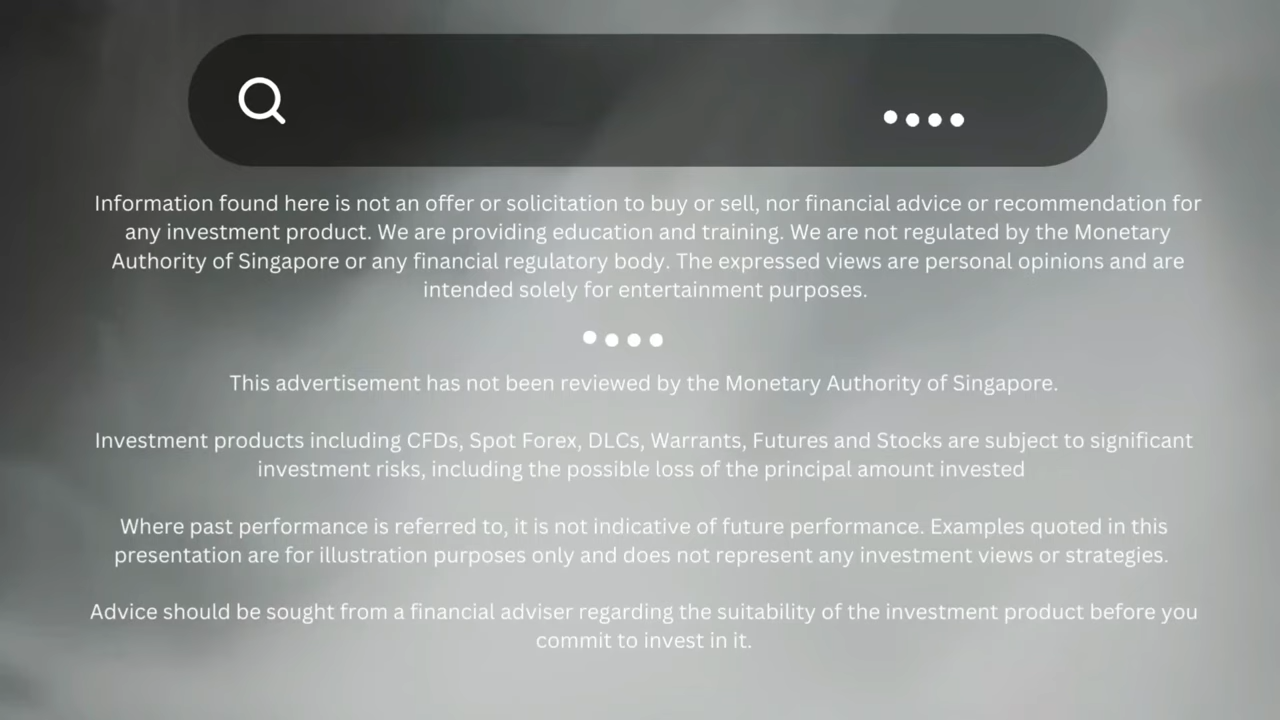 Information found here is not an offer or solicitation to buy or sell, nor financial advice or recommendation for
any investment product. We are providing education and training. We are not regulated by the Monetary
Authority of Singapore or any financial regulatory body. The expressed views are personal opinions and are
intended solely for entertainment purposes.
This advertisement has not been reviewed by the Monetary Authority of Singapore.
Investment products including CFDs, Spot Forex, DLCs, Warrants, Futures and Stocks are subject to significant
investment risks, including the possible loss of the principal amount invested
Where past performance is referred to, it is not indicative of future performance. Examples quoted in this
presentation are for illustration purposes only and does not represent any investment views or strategies.
Advice should be sought from a financial adviser regarding the suitability of the investment product before you
commit to invest in it.